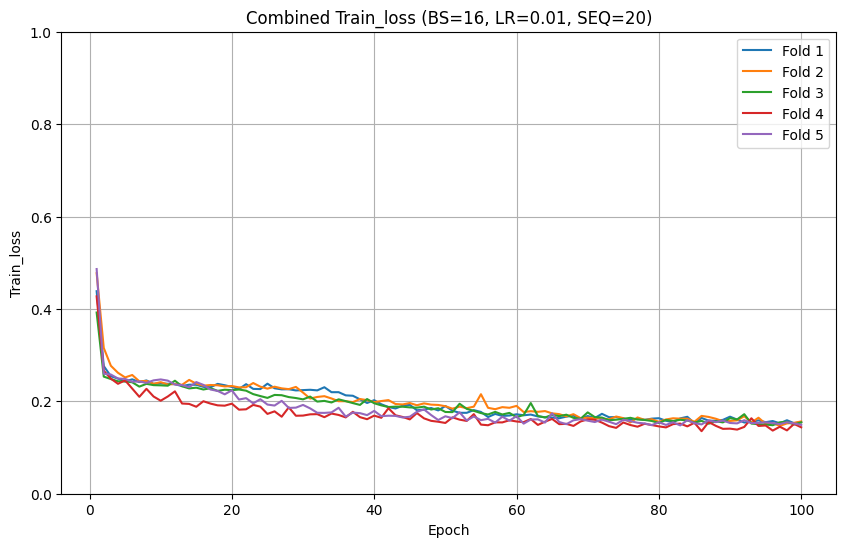 Combined Train_loss (BS=16, LR=0.01, SEQ=20)
Train_loss
1.0
0.8
0.6
0.4
0.2
0.0
Fold 1
Fold 2
Fold 3
Fold 4
Fold 5
0 20 40 60 80 100
Epoch